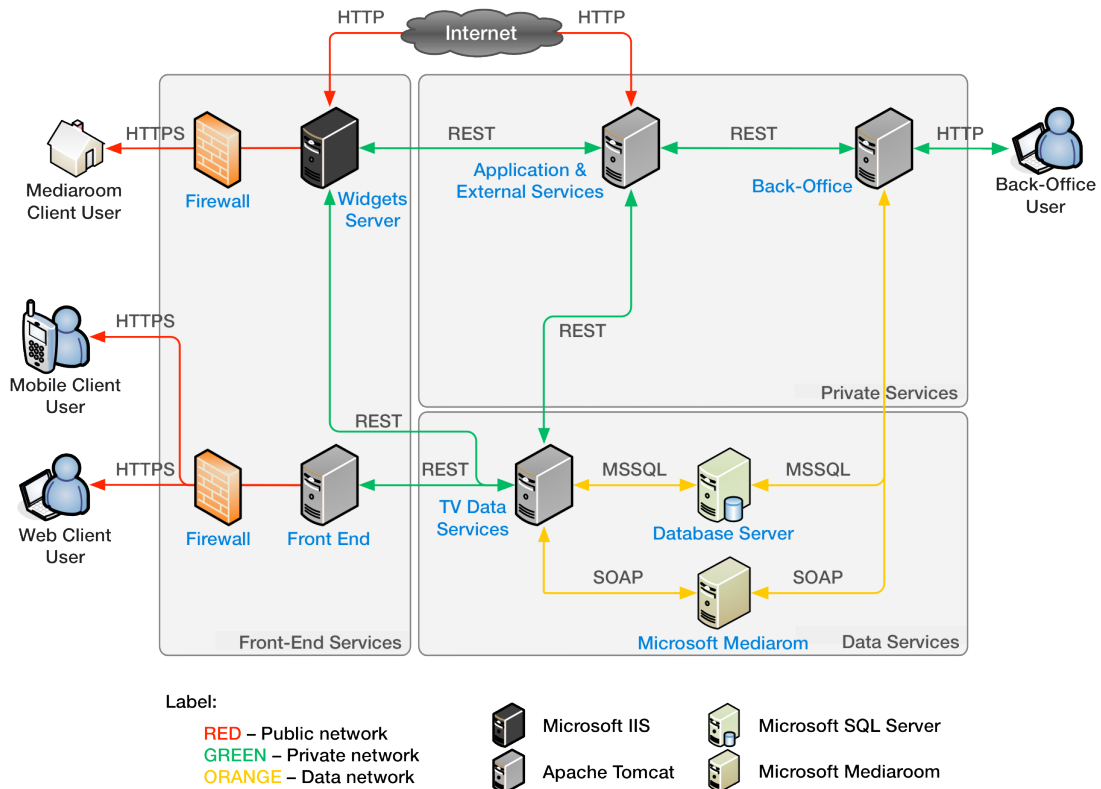 HTTP
HTTP
Internet
HTTPS
REST
REST
HTTP
Mediaroom
Client User
Firewall
Widgets
Server
Application &
External Services
Back-Office
Back-Office
User
HTTPS
REST
Mobile Client
User
Private Services
REST
HTTPS
REST
MSSQL
MSSQL
Web Client
User
Firewall
Front End
TV Data
Services
Database Server
SOAP
SOAP
Microsoft Mediarom
Front-End Services
Data Services
Label:
RED – Public network
GREEN – Private network
ORANGE – Data network
Microsoft IIS
Apache Tomcat
Microsoft SQL Server
Microsoft Mediaroom